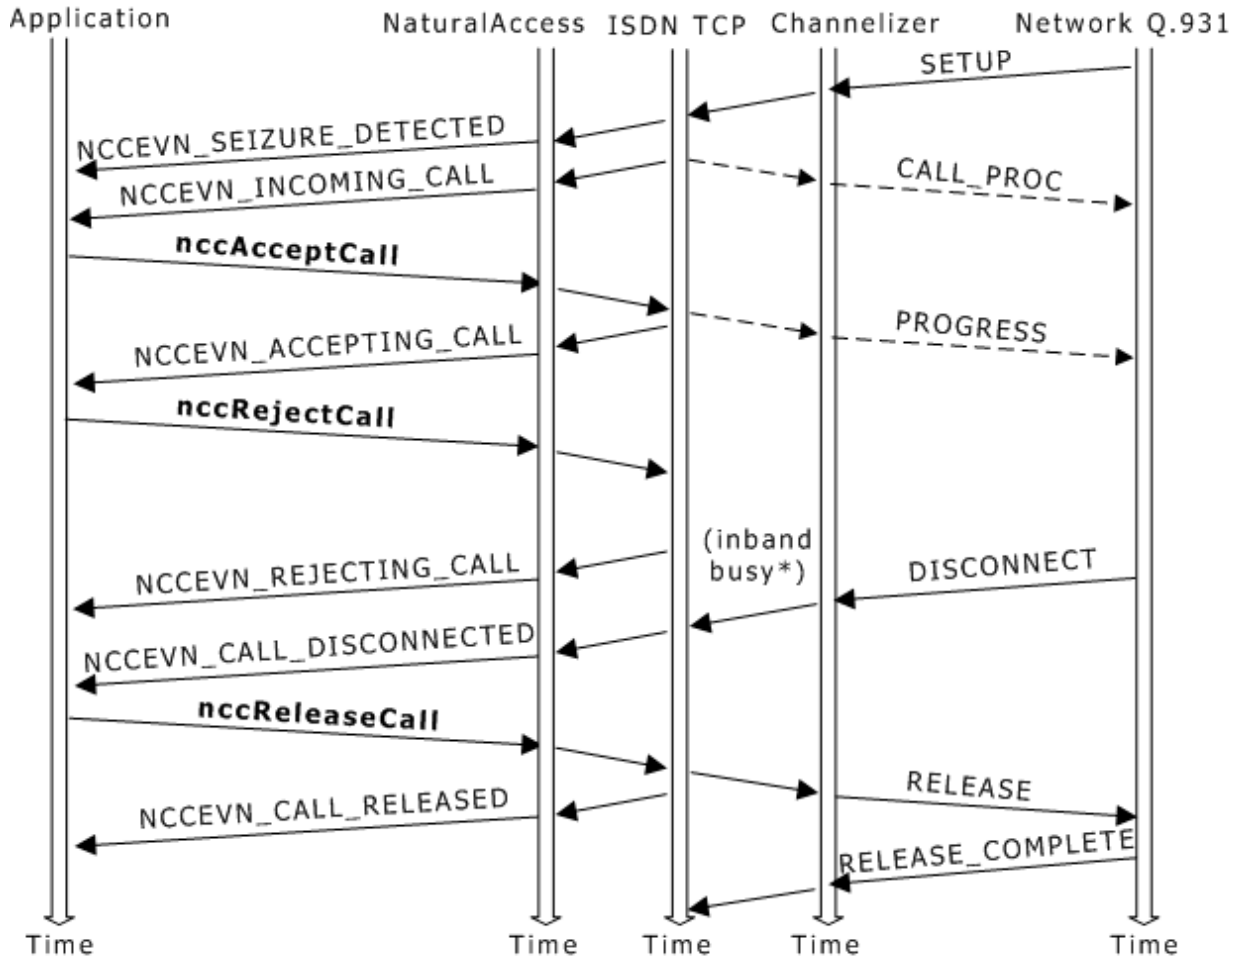 Application NaturalAccess ISDN TCP Channelizer Network Q.931
SETUP
NCCEVN_SEIZURE_DETECTED
NCCEVN_INCOMING_CALL
CALL_PROC
nccAcceptCall
NCCEVN_ACCEPTING_CALL
PROGRESS
nccRejectCall
(inband
busy*)
NCCEVN_REJECTING_CALL
DISCONNECT
NCCEVN_CALL_DISCONNECTED
nccReleaseCall
RELEASE
NCCEVN_CALL_RELEASED
RELEASE_COMPLETE
Time Time Time Time Time